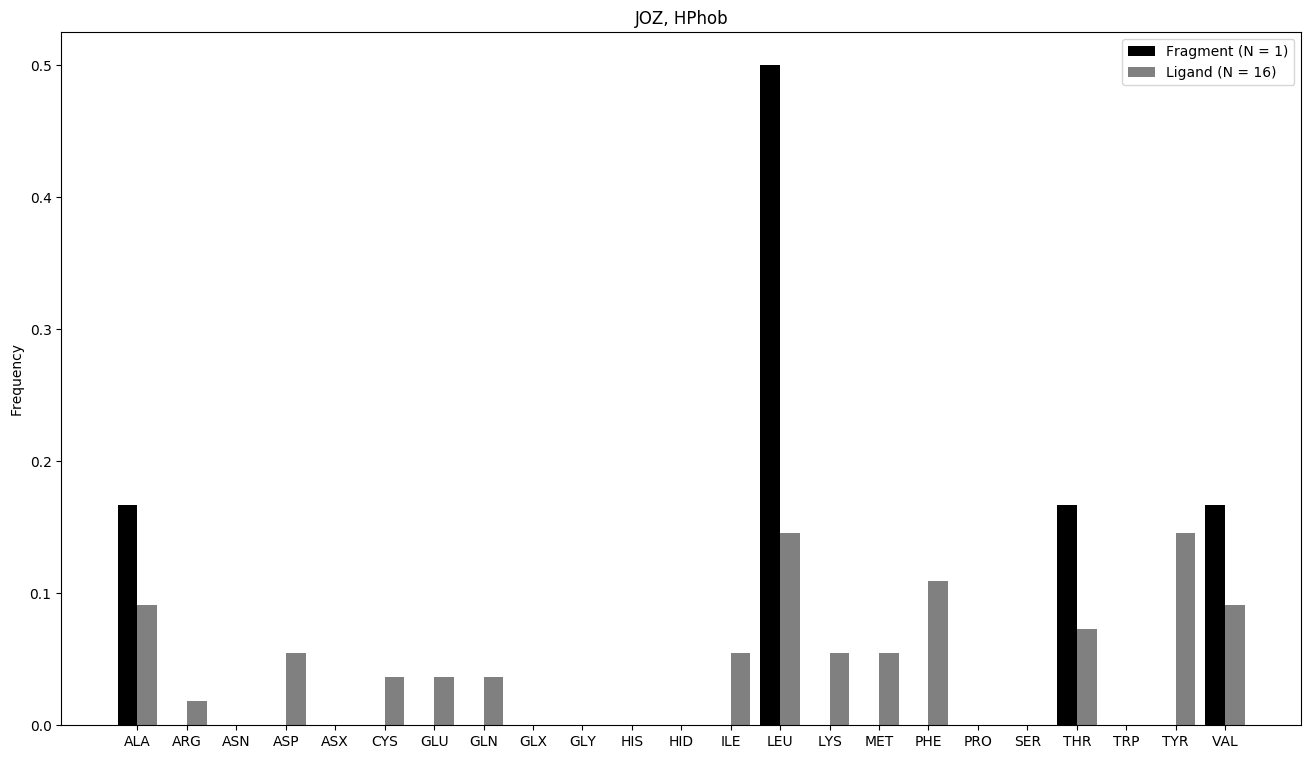 JOZ, HPhob
Fragment (N = 1)
Ligand (N = 16)
Frequency
0.5
0.4
0.3
0.2
0.1
0.0
ALA ARG ASN ASP ASX CYS GLU GLN GLX GLY HIS HID ILE LEU LYS MET PHE PRO SER THR TRP TYR VAL